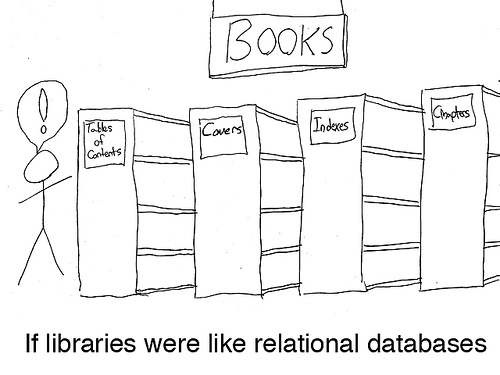 BOOKS
!
Tables
of
Contents
Covers
Indexes
Chapters
If libraries were like relational databases